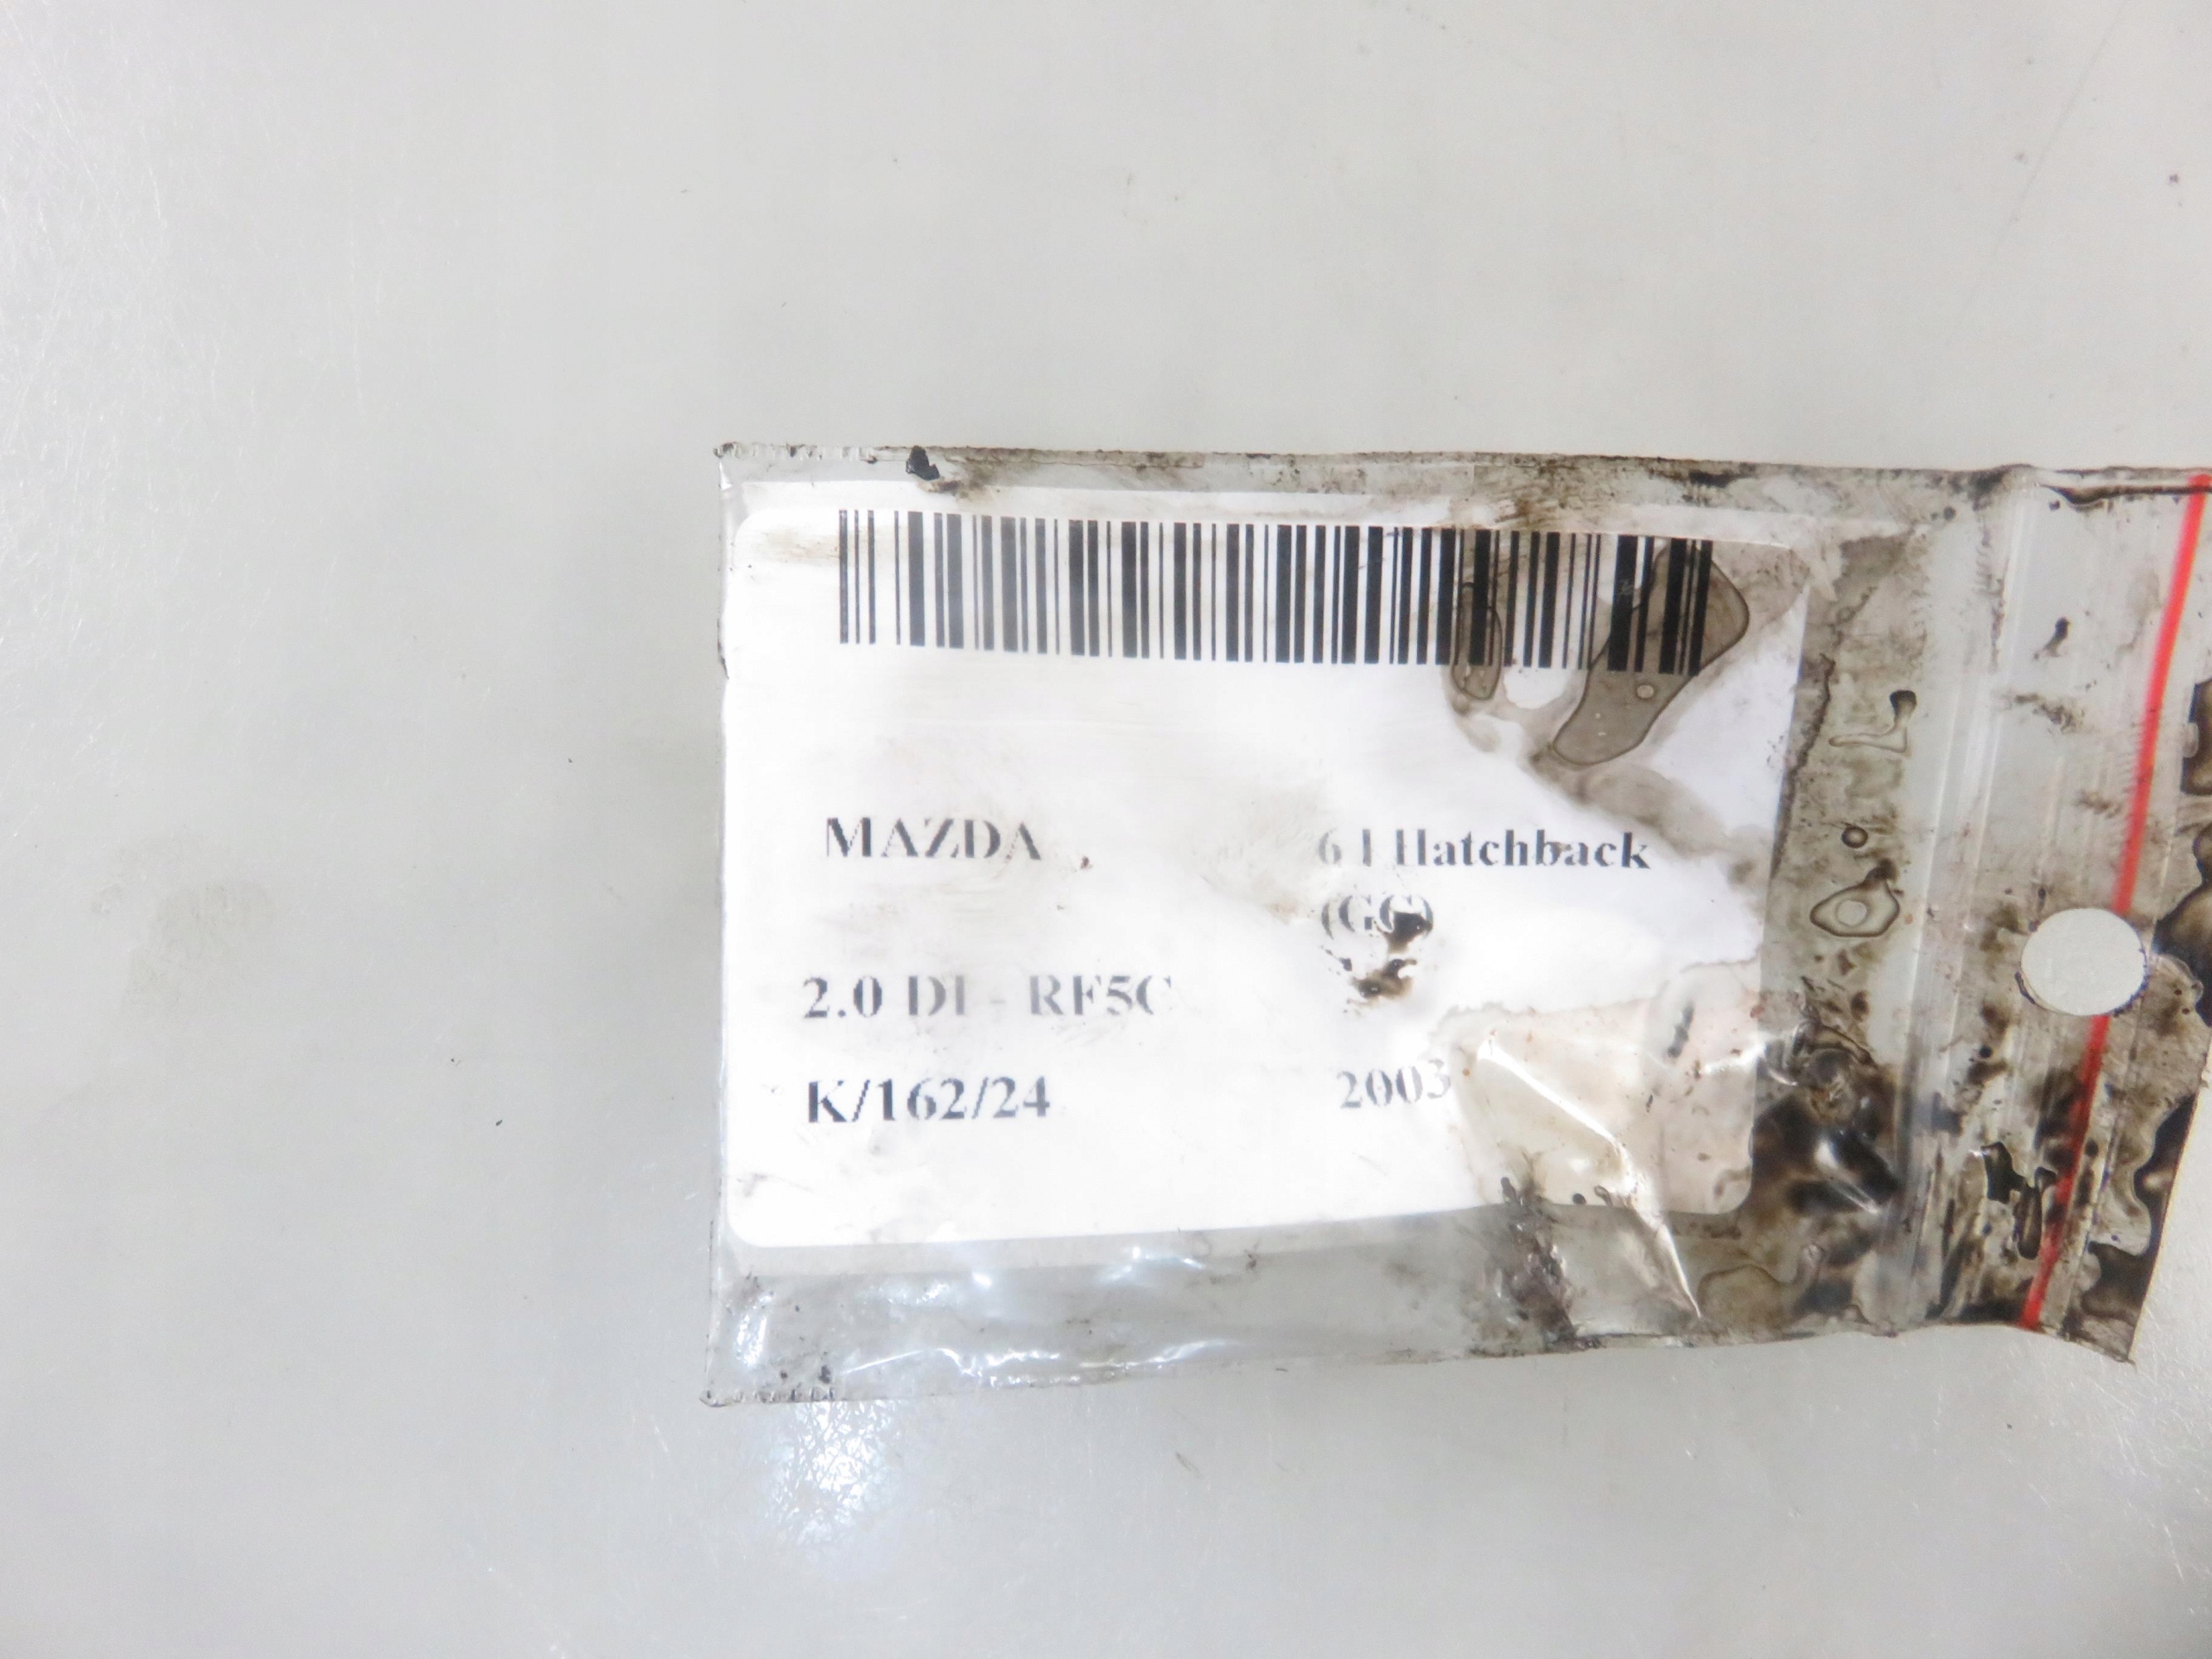 MAZDA 6 I Hatchback
(GG)
2.0 DI - RF5C
K/162/24 2003